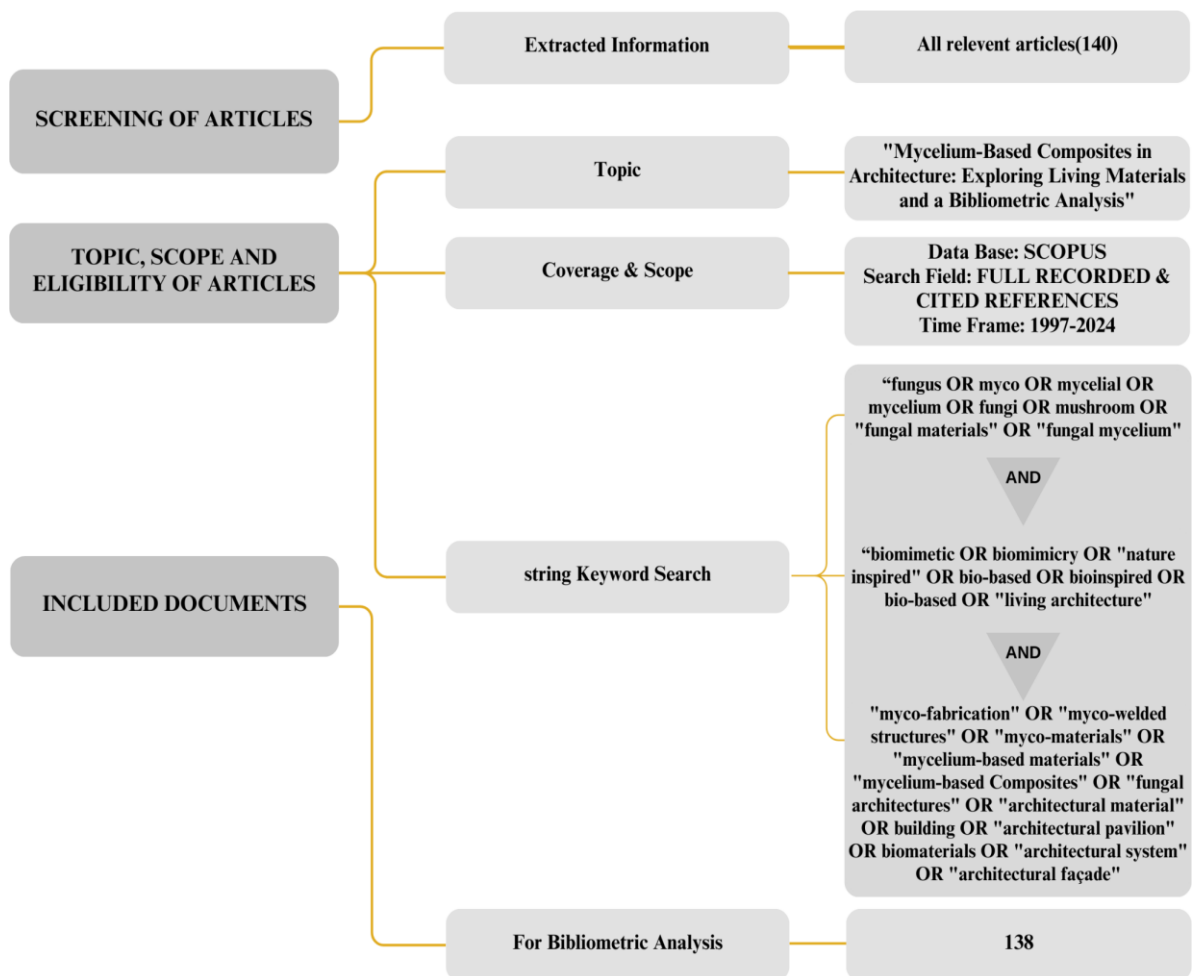 SCREENING OF ARTICLES
Extracted Information
All relevent articles(140)
TOPIC, SCOPE AND
ELIGIBILITY OF ARTICLES
Topic
"Mycelium-Based Composites in
Architecture: Exploring Living Materials
and a Bibliometric Analysis"
Coverage & Scope
Data Base: SCOPUS
Search Field: FULL RECORDED &
CITED REFERENCES
Time Frame: 1997-2024
string Keyword Search
“fungus OR myco OR mycelial OR
mycelium OR fungi OR mushroom OR
"fungal materials" OR "fungal mycelium"
AND
“biomimetic OR biomimicry OR "nature
inspired" OR bio-based OR bioinspired OR
bio-based OR "living architecture"
AND
"myco-fabrication" OR "myco-welded
structures" OR "myco-materials" OR
"mycelium-based materials" OR
"mycelium-based Composites" OR "fungal
architectures" OR "architectural material"
OR building OR "architectural pavilion"
OR biomaterials OR "architectural system"
OR "architectural façade"
INCLUDED DOCUMENTS
For Bibliometric Analysis
138